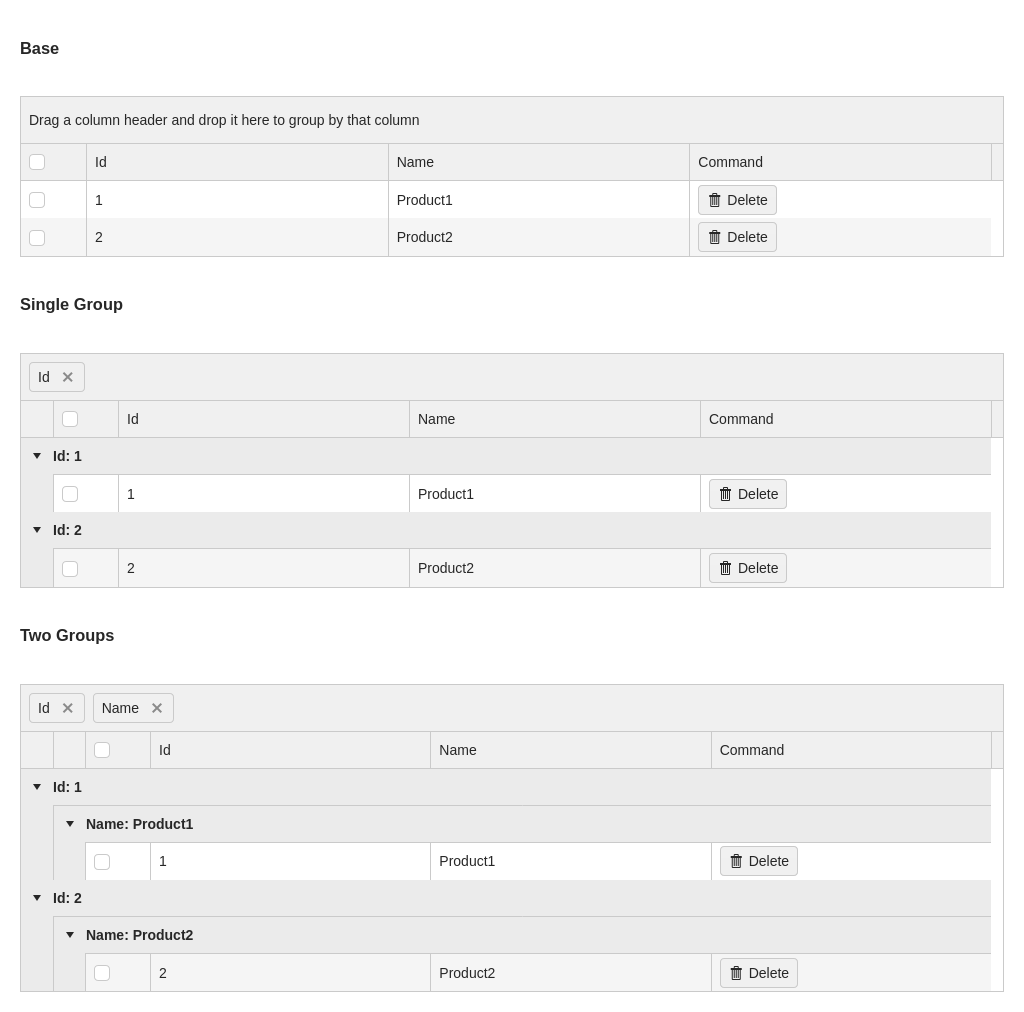 Base
Drag a column header and drop it here to group by that column
Id Name Command
1 Product1 Delete
2 Product2 Delete
Single Group
Id
Id Name Command
Id: 1
1 Product1 Delete
Id: 2
2 Product2 Delete
Two Groups
Id Name
Id Name Command
Id: 1
Name: Product1
1 Product1 Delete
Id: 2
Name: Product2
2 Product2 Delete